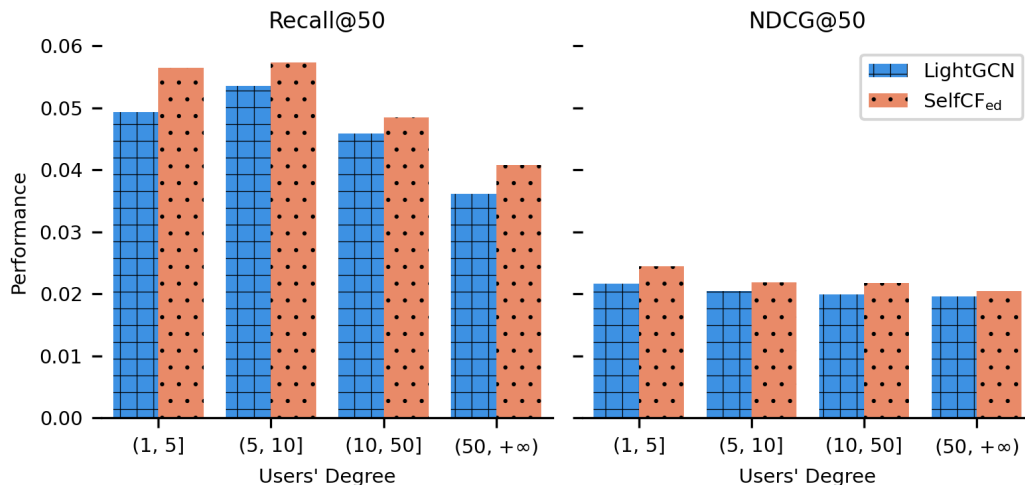 Recall@50
NDCG@50
Performance
0.06
0.05
0.04
0.03
0.02
0.01
0.00
LightGCN
SelfCF_ed
(1, 5]
(5, 10]
(10, 50]
(50, +∞)
(1, 5]
(5, 10]
(10, 50]
(50, +∞)
Users' Degree
Users' Degree